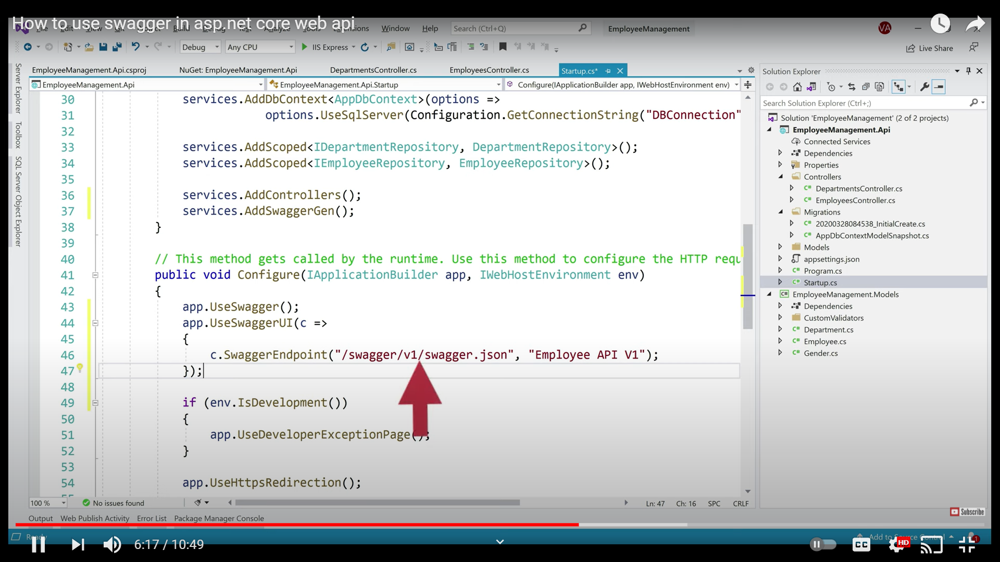 How to use swagger in asp.net core web api
Window Help Search (Ctrl+Q) EmployeeManagement VA
Debug Any CPU IIS Express Live Share
Server Explorer
Toolbox
SQL Server Object Explorer
EmployeeManagement.Api.csproj NuGet: EmployeeManagement.Api DepartmentsController.cs EmployeesController.cs Startup.cs*
EmployeeManagement.Api EmployeeManagement.Api.Startup Configure(IApplicationBuilder app, IWebHostEnvironment env)
30 services.AddDbContext<AppDbContext>(options =>
31 options.UseSqlServer(Configuration.GetConnectionString("DBConnection"
32
33 services.AddScoped<IDepartmentRepository, DepartmentRepository>();
34 services.AddScoped<IEmployeeRepository, EmployeeRepository>();
35
36 services.AddControllers();
37 services.AddSwaggerGen();
38 }
39
40 // This method gets called by the runtime. Use this method to configure the HTTP requ
41 public void Configure(IApplicationBuilder app, IWebHostEnvironment env)
42 {
43 app.UseSwagger();
44 app.UseSwaggerUI(c =>
45 {
46 c.SwaggerEndpoint("/swagger/v1/swagger.json", "Employee API V1");
47 });
48
49 if (env.IsDevelopment())
50 {
51 app.UseDeveloperExceptionPage();
52 }
53
54 app.UseHttpsRedirection();
100 % No issues found Ln: 47 Ch: 16 SPC CRLF
Output Web Publish Activity Error List Package Manager Console
Solution Explorer
Search Solution Explorer (Ctrl+;)
Solution 'EmployeeManagement' (2 of 2 projects)
EmployeeManagement.Api
Connected Services
Dependencies
Properties
Controllers
C# DepartmentsController.cs
C# EmployeesController.cs
Migrations
C# 20200328084538_InitialCreate.cs
C# AppDbContextModelSnapshot.cs
Models
appsettings.json
C# Program.cs
C# Startup.cs
C# EmployeeManagement.Models
Dependencies
CustomValidators
C# Department.cs
C# Employee.cs
C# Gender.cs
Subscribe
Ready Add to Source Control 1
6:17 / 10:49 CC HD